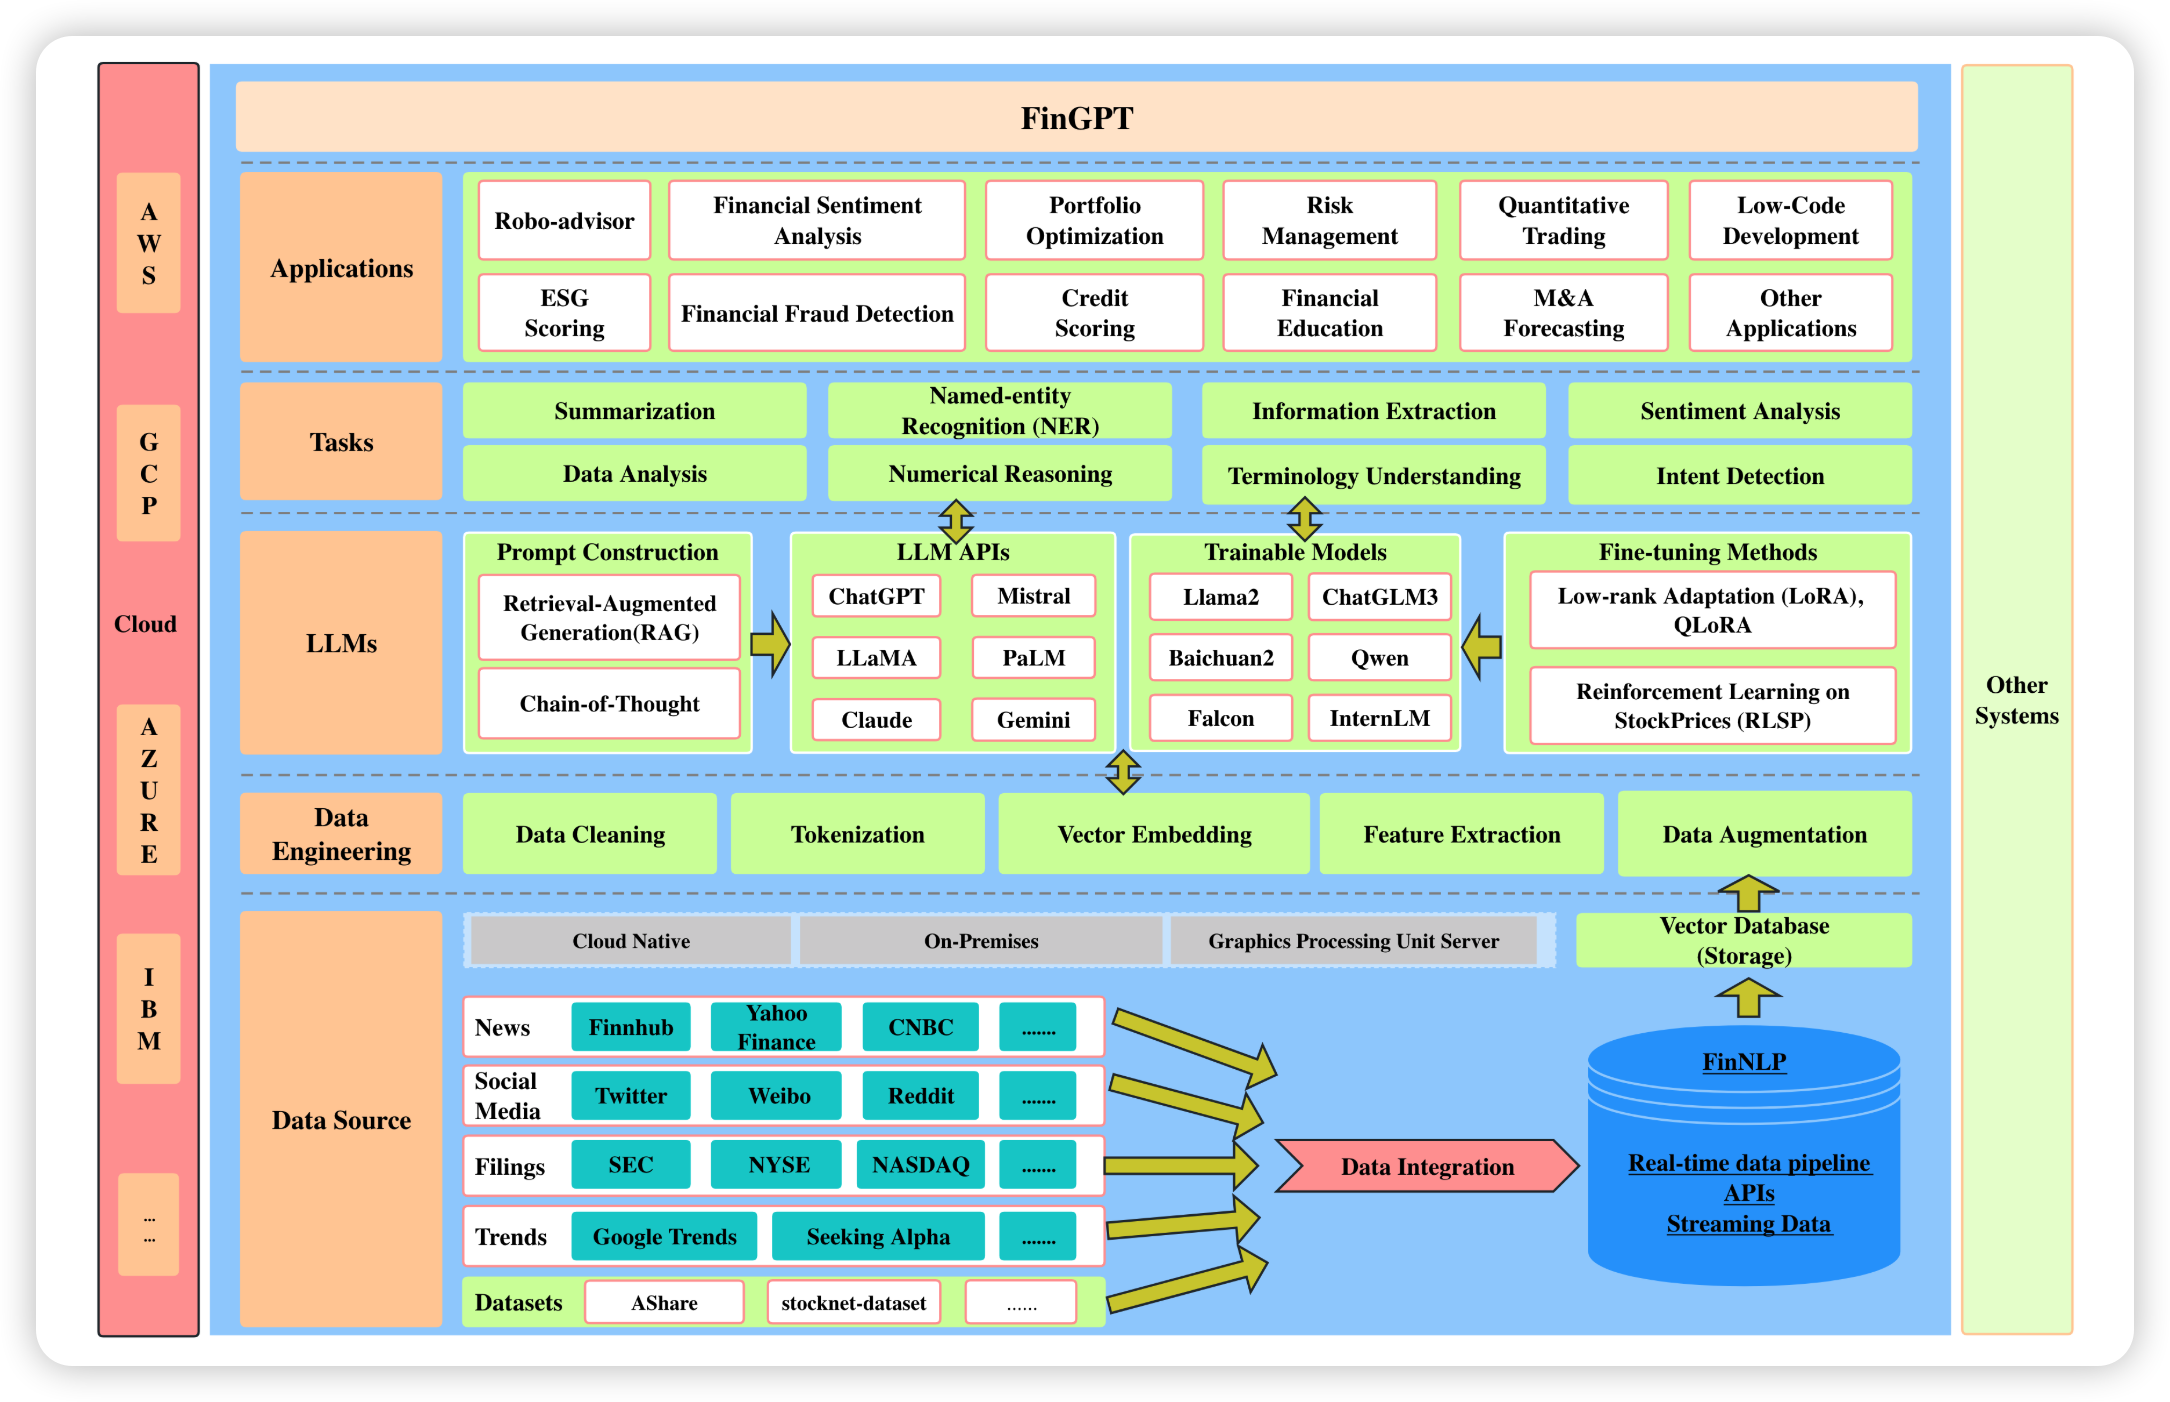 FinGPT
Cloud
A
W
S
G
C
P
A
Z
U
R
E
I
B
M
...
...
Applications
Robo-advisor
Financial Sentiment
Analysis
Portfolio
Optimization
Risk
Management
Quantitative
Trading
Low-Code
Development
ESG
Scoring
Financial Fraud Detection
Credit
Scoring
Financial
Education
M&A
Forecasting
Other
Applications
Tasks
Summarization
Named-entity
Recognition (NER)
Information Extraction
Sentiment Analysis
Data Analysis
Numerical Reasoning
Terminology Understanding
Intent Detection
LLMs
Prompt Construction
Retrieval-Augmented
Generation(RAG)
Chain-of-Thought
LLM APIs
ChatGPT
Mistral
LLaMA
PaLM
Claude
Gemini
Trainable Models
Llama2
ChatGLM3
Baichuan2
Qwen
Falcon
InternLM
Fine-tuning Methods
Low-rank Adaptation (LoRA),
QLoRA
Reinforcement Learning on
StockPrices (RLSP)
Data
Engineering
Data Cleaning
Tokenization
Vector Embedding
Feature Extraction
Data Augmentation
Data Source
Cloud Native
On-Premises
Graphics Processing Unit Server
Vector Database
(Storage)
News
Finnhub
Yahoo
Finance
CNBC
.......
Social
Media
Twitter
Weibo
Reddit
.......
Filings
SEC
NYSE
NASDAQ
.......
Trends
Google Trends
Seeking Alpha
.......
Datasets
AShare
stocknet-dataset
......
Data Integration
FinNLP
Real-time data pipeline
APIs
Streaming Data
Other
Systems